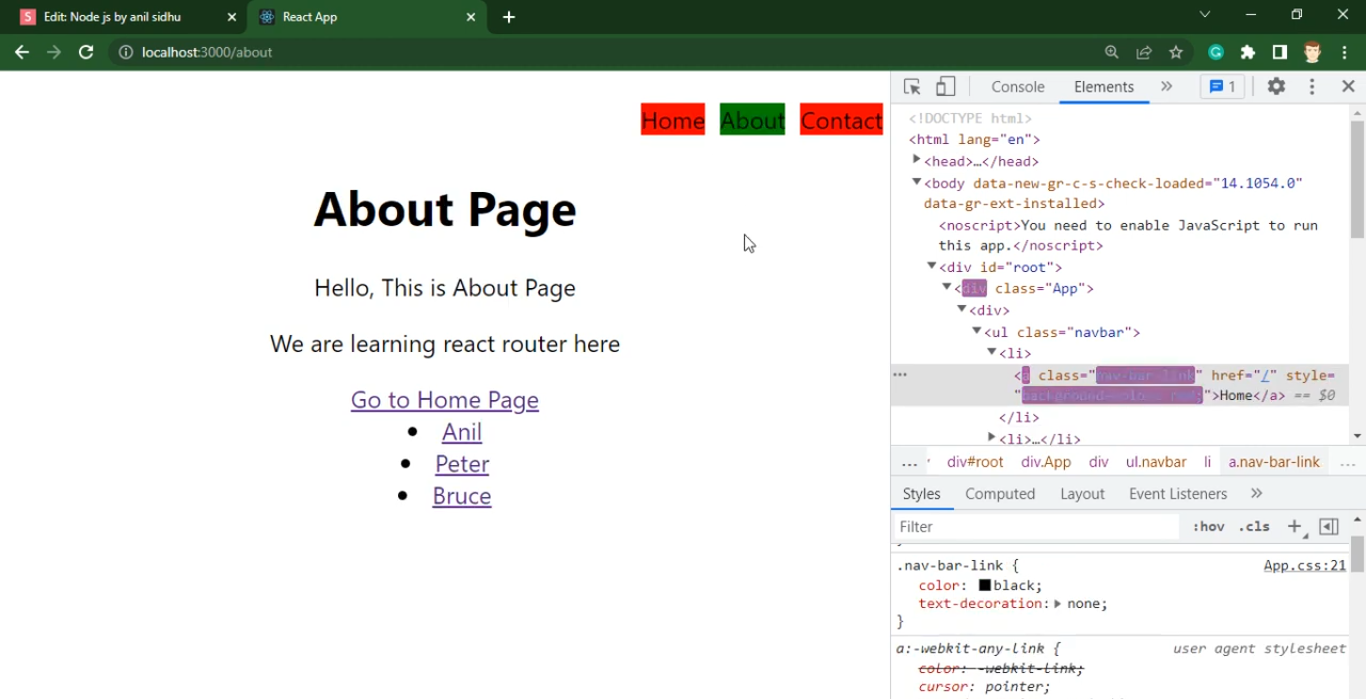 Edit: Node js by anil sidhu
React App
localhost:3000/about
Home About Contact
About Page
Hello, This is About Page
We are learning react router here
Go to Home Page
Anil
Peter
Bruce
Console Elements 1
<!DOCTYPE html>
<html lang="en">
<head>…</head>
<body data-new-gr-c-s-check-loaded="14.1054.0"
data-gr-ext-installed>
<noscript>You need to enable JavaScript to run
this app.</noscript>
<div id="root">
<div class="App">
<div>
<ul class="navbar">
<li>
<a class="nav-bar-link" href="/" style=
">Home</a> == $0
</li>
<li>…</li>
… div#root div.App div ul.navbar li a.nav-bar-link …
Styles Computed Layout Event Listeners
Filter :hov .cls
.nav-bar-link { App.css:21
color: black;
text-decoration: none;
}
a:-webkit-any-link { user agent stylesheet
color: -webkit-link;
cursor: pointer;